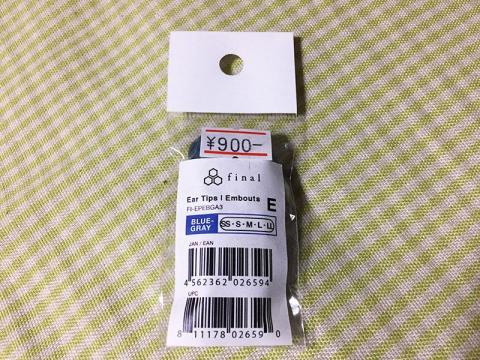 ¥900-
final
Ear Tips | Embouts E
FI-EPEBGA3
BLUE-GRAY SS・S・M・L・LL
JAN / EAN
4 562362 026594
UPC
8 11178 02659 0